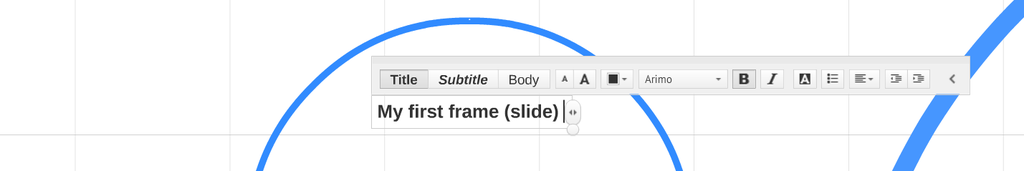 Title Subtitle Body A A Arimo B I A
My first frame (slide)